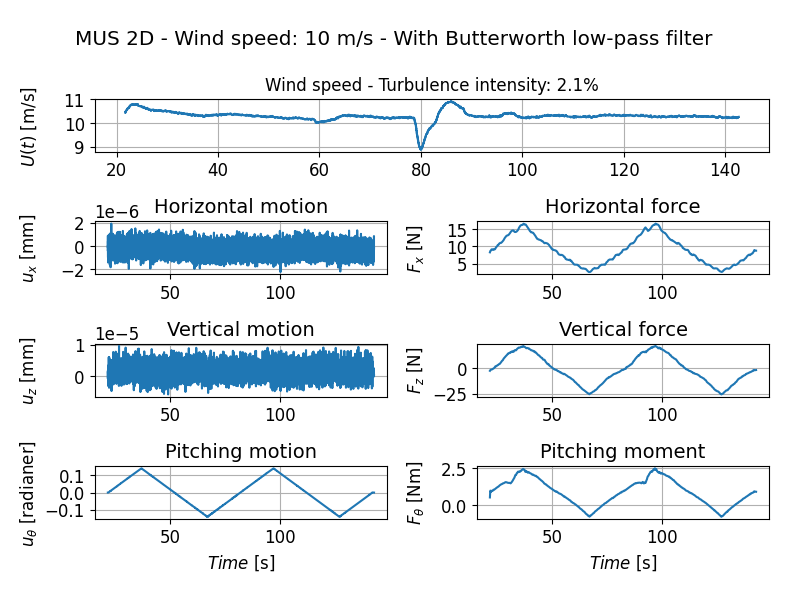 MUS 2D - Wind speed: 10 m/s - With Butterworth low-pass filter
Wind speed - Turbulence intensity: 2.1%
U(t) [m/s]
11
10
9
20 40 60 80 100 120 140
Horizontal motion
1e−6
u_x [mm]
2
0
−2
50 100
Horizontal force
F_x [N]
15
10
5
50 100
Vertical motion
1e−5
u_z [mm]
1
0
50 100
Vertical force
F_z [N]
0
−25
50 100
Pitching motion
u_θ [radianer]
0.1
0.0
−0.1
50 100
Time [s]
Pitching moment
F_θ [Nm]
2.5
0.0
50 100
Time [s]